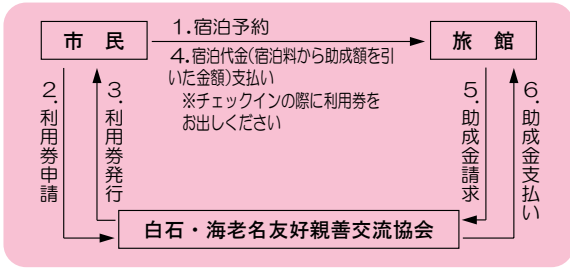 市　民
1.宿泊予約
旅　館
4.宿泊代金(宿泊料から助成額を引
いた金額)支払い
※チェックインの際に利用券を
お出しください
2.利用券申請
3.利用券発行
5.助成金請求
6.助成金支払い
白石・海老名友好親善交流協会